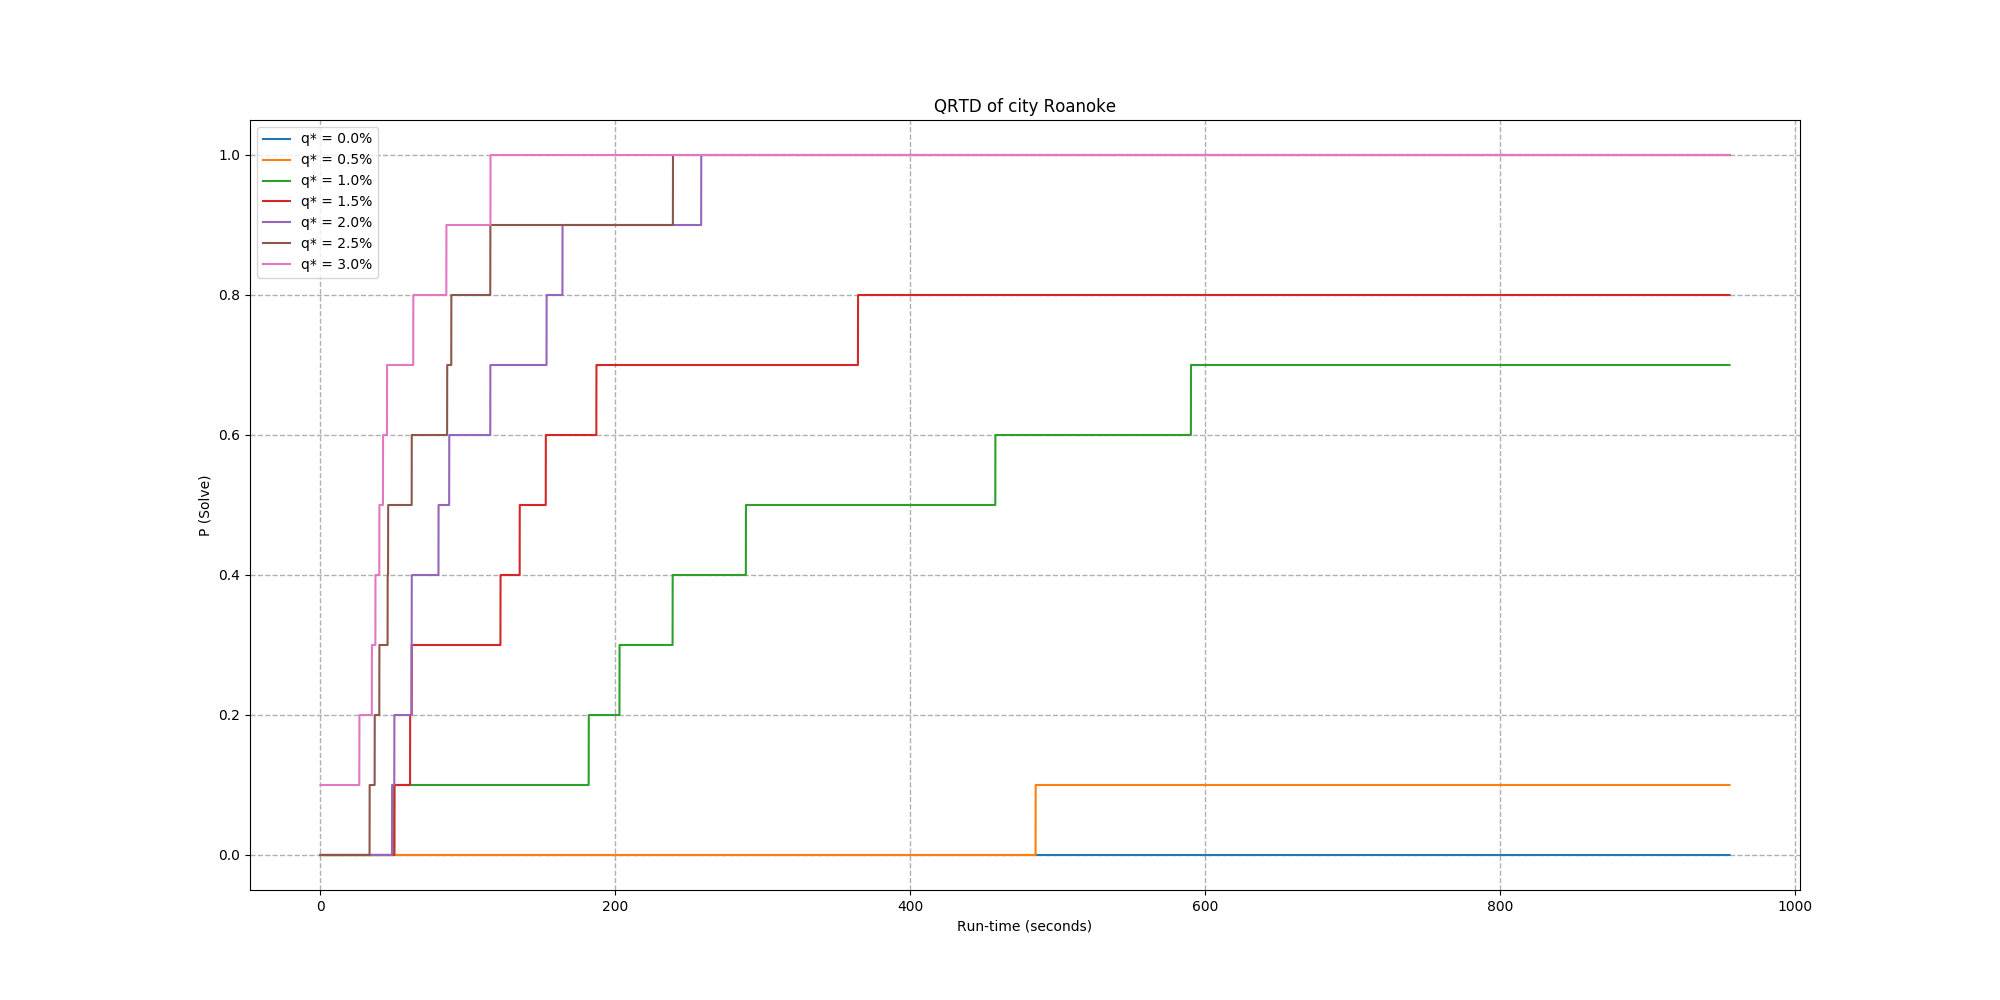 QRTD of city Roanoke
q* = 0.0%
q* = 0.5%
q* = 1.0%
q* = 1.5%
q* = 2.0%
q* = 2.5%
q* = 3.0%
1.0
0.8
0.6
0.4
0.2
0.0
P (Solve)
0 200 400 600 800 1000
Run-time (seconds)